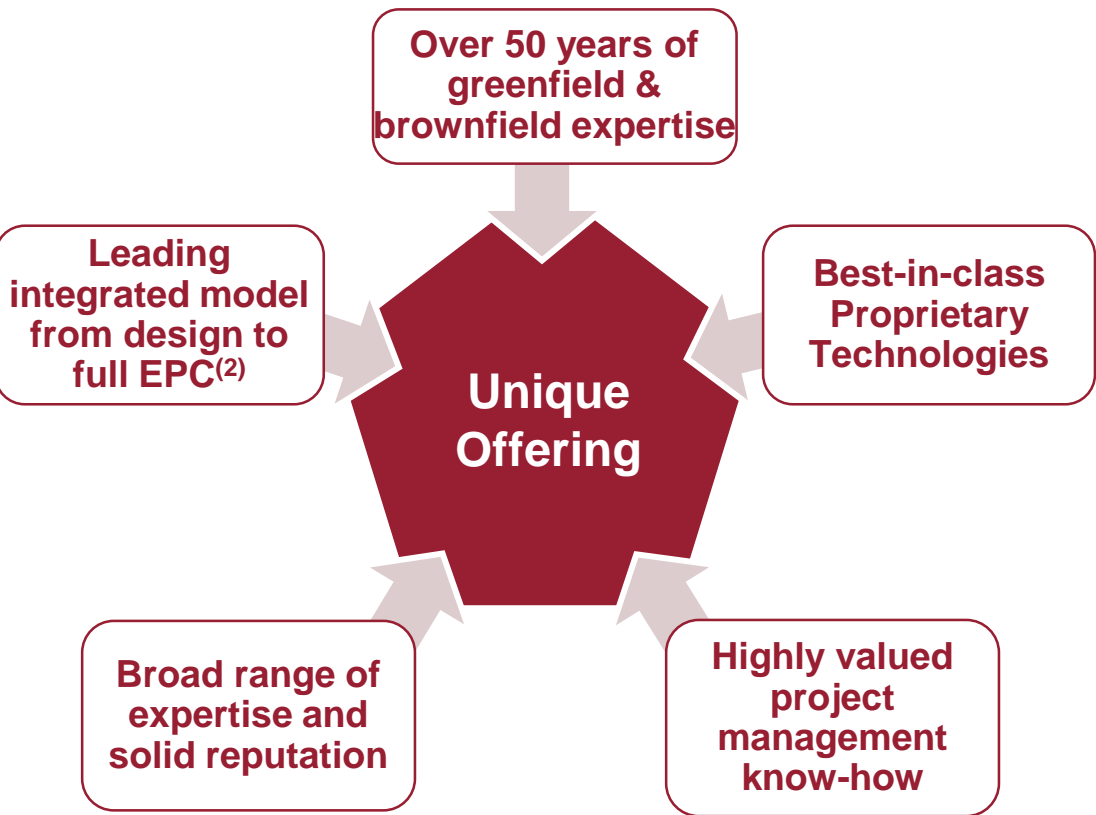 Over 50 years of
greenfield &
brownfield expertise
Leading
integrated model
from design to
full EPC(2)
Best-in-class
Proprietary
Technologies
Unique
Offering
Broad range of
expertise and
solid reputation
Highly valued
project
management
know-how